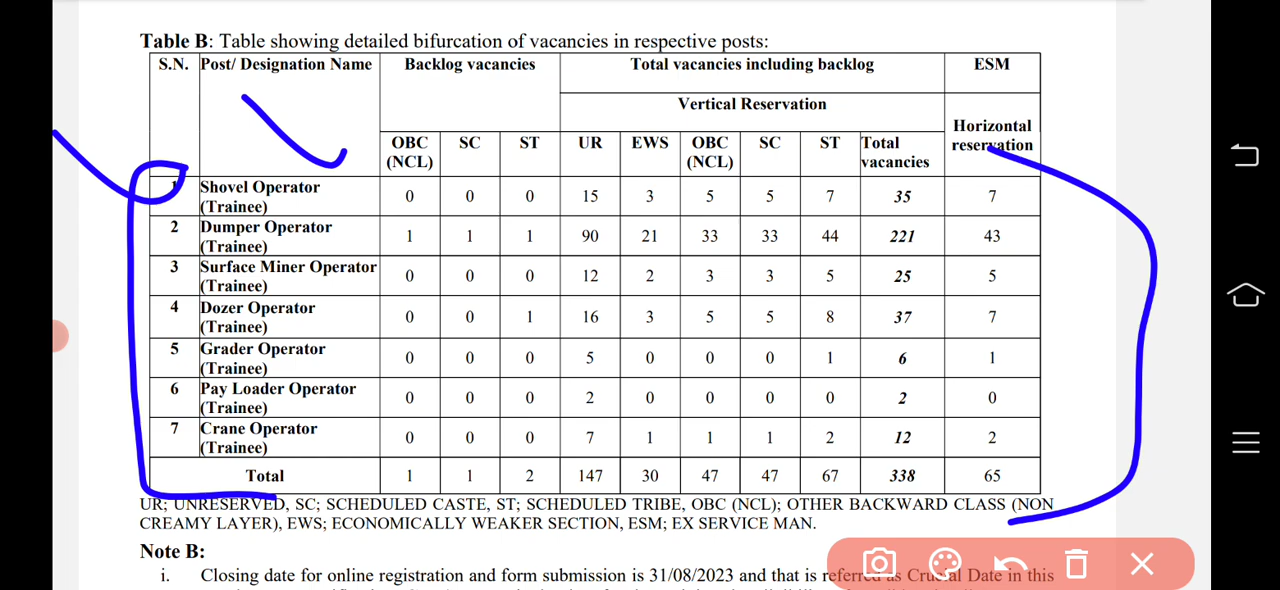 Table B: Table showing detailed bifurcation of vacancies in respective posts:
S.N. Post/ Designation Name Backlog vacancies Total vacancies including backlog ESM
Vertical Reservation
Horizontal reservation
OBC (NCL) SC ST UR EWS OBC (NCL) SC ST Total vacancies
1 Shovel Operator (Trainee) 0 0 0 15 3 5 5 7 35 7
2 Dumper Operator (Trainee) 1 1 1 90 21 33 33 44 221 43
3 Surface Miner Operator (Trainee) 0 0 0 12 2 3 3 5 25 5
4 Dozer Operator (Trainee) 0 0 1 16 3 5 5 8 37 7
5 Grader Operator (Trainee) 0 0 0 5 0 0 0 1 6 1
6 Pay Loader Operator (Trainee) 0 0 0 2 0 0 0 0 2 0
7 Crane Operator (Trainee) 0 0 0 7 1 1 1 2 12 2
Total 1 1 2 147 30 47 47 67 338 65
UR; UNRESERVED, SC; SCHEDULED CASTE, ST; SCHEDULED TRIBE, OBC (NCL); OTHER BACKWARD CLASS (NON
CREAMY LAYER), EWS; ECONOMICALLY WEAKER SECTION, ESM; EX SERVICE MAN.
Note B:
i. Closing date for online registration and form submission is 31/08/2023 and that is referred as Crucial Date in this